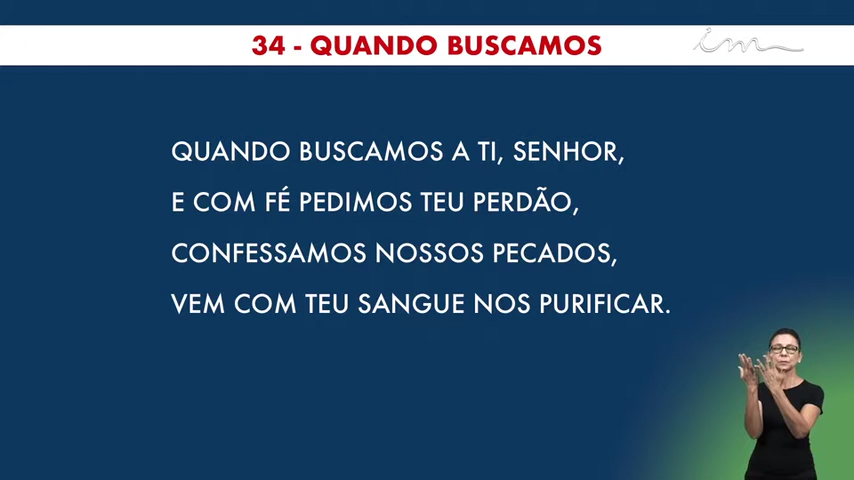 34 - QUANDO BUSCAMOS
im
QUANDO BUSCAMOS A TI, SENHOR,
E COM FÉ PEDIMOS TEU PERDÃO,
CONFESSAMOS NOSSOS PECADOS,
VEM COM TEU SANGUE NOS PURIFICAR.